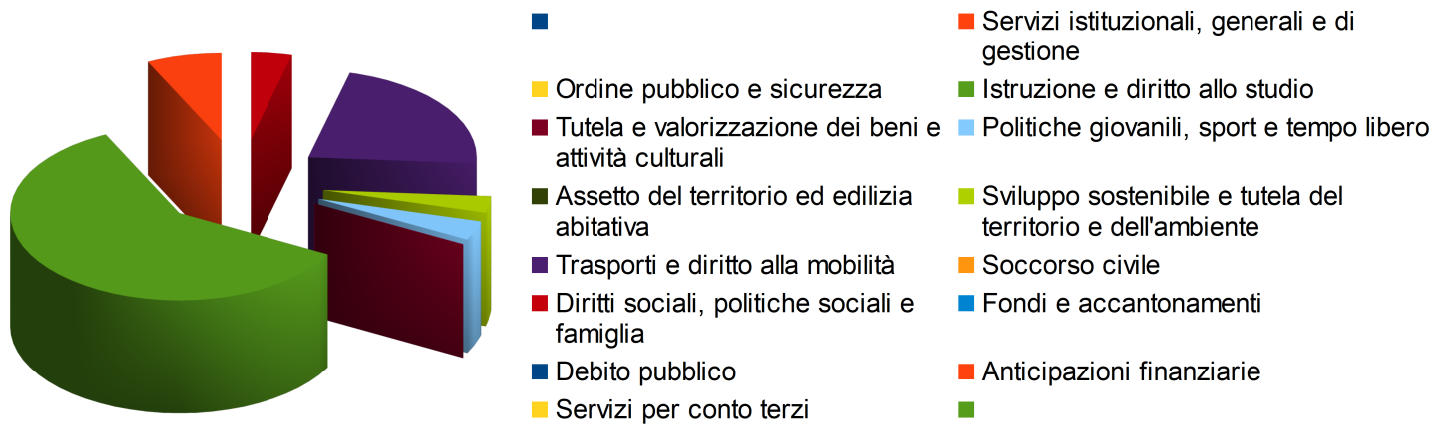 Servizi istituzionali, generali e di
gestione
Ordine pubblico e sicurezza
Istruzione e diritto allo studio
Tutela e valorizzazione dei beni e
attività culturali
Politiche giovanili, sport e tempo libero
Assetto del territorio ed edilizia
abitativa
Sviluppo sostenibile e tutela del
territorio e dell'ambiente
Trasporti e diritto alla mobilità
Soccorso civile
Diritti sociali, politiche sociali e
famiglia
Fondi e accantonamenti
Debito pubblico
Anticipazioni finanziarie
Servizi per conto terzi